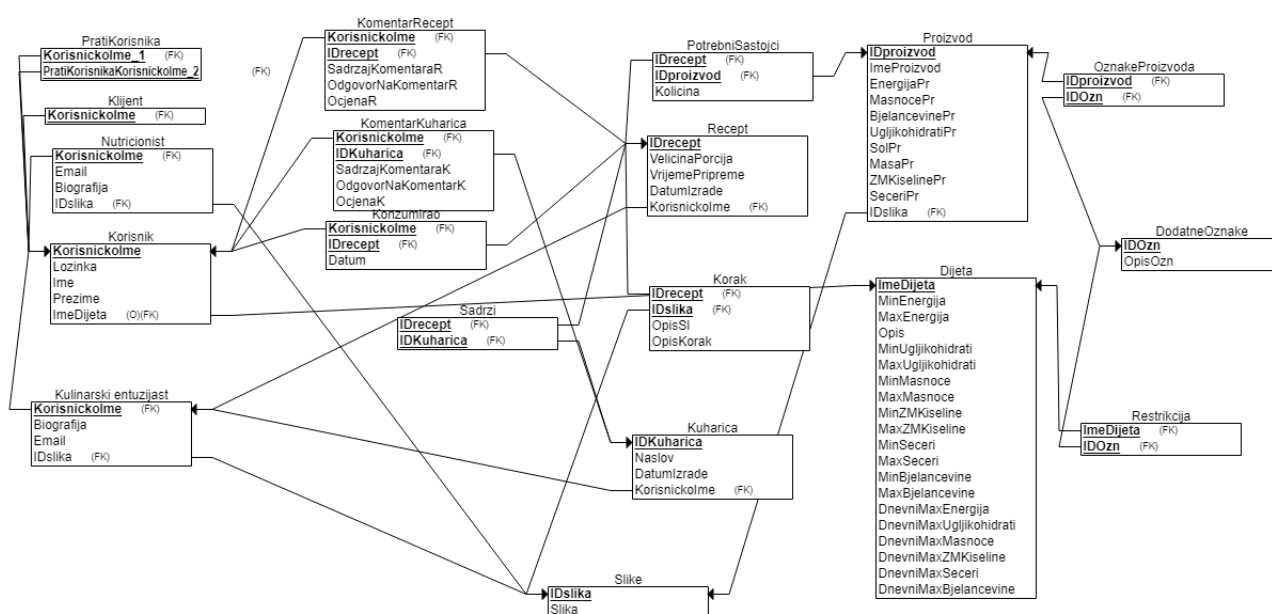 PratiKorisnika
KorisnickoIme_1 (FK)
PratiKorisnikaKorisnickoIme_2 (FK)
Klijent
KorisnickoIme (FK)
Nutricionist
KorisnickoIme (FK)
Email
Biografija
IDslika (FK)
Korisnik
KorisnickoIme
Lozinka
Ime
Prezime
ImeDijeta (O)(FK)
Kulinarski entuzijast
KorisnickoIme (FK)
Biografija
Email
IDslika (FK)
KomentarRecept
KorisnickoIme (FK)
IDrecept (FK)
SadrzajKomentaraR
OdgovorNaKomentarR
OcjenaR
KomentarKuharica
KorisnickoIme (FK)
IDKuharica (FK)
SadrzajKomentaraK
OdgovorNaKomentarK
OcjenaK
Konzumirao
KorisnickoIme (FK)
IDrecept (FK)
Datum
Sadrzi
IDrecept (FK)
IDKuharica (FK)
PotrebniSastojci
IDrecept (FK)
IDproizvod (FK)
Kolicina
Recept
IDrecept
VelicinaPorcija
VrijemePripreme
DatumIzrade
KorisnickoIme (FK)
Korak
IDrecept (FK)
IDslika (FK)
OpisSl
OpisKorak
Kuharica
IDKuharica
Naslov
DatumIzrade
KorisnickoIme (FK)
Slike
IDslika
Slika
Proizvod
IDproizvod
ImeProizvod
EnergijaPr
MasnocePr
BjelancevinePr
UgljikohidratiPr
SolPr
MasaPr
ZMKiselinePr
SeceriPr
IDslika (FK)
Dijeta
ImeDijeta
MinEnergija
MaxEnergija
Opis
MinUgljikohidrati
MaxUgljikohidrati
MinMasnoce
MaxMasnoce
MinZMKiseline
MaxZMKiseline
MinSeceri
MaxSeceri
MinBjelancevine
MaxBjelancevine
DnevniMaxEnergija
DnevniMaxUgljikohidrati
DnevniMaxMasnoce
DnevniMaxZMKiseline
DnevniMaxSeceri
DnevniMaxBjelancevine
OznakeProizvoda
IDproizvod (FK)
IDOzn (FK)
DodatneOznake
IDOzn
OpisOzn
Restrikcija
ImeDijeta (FK)
IDOzn (FK)